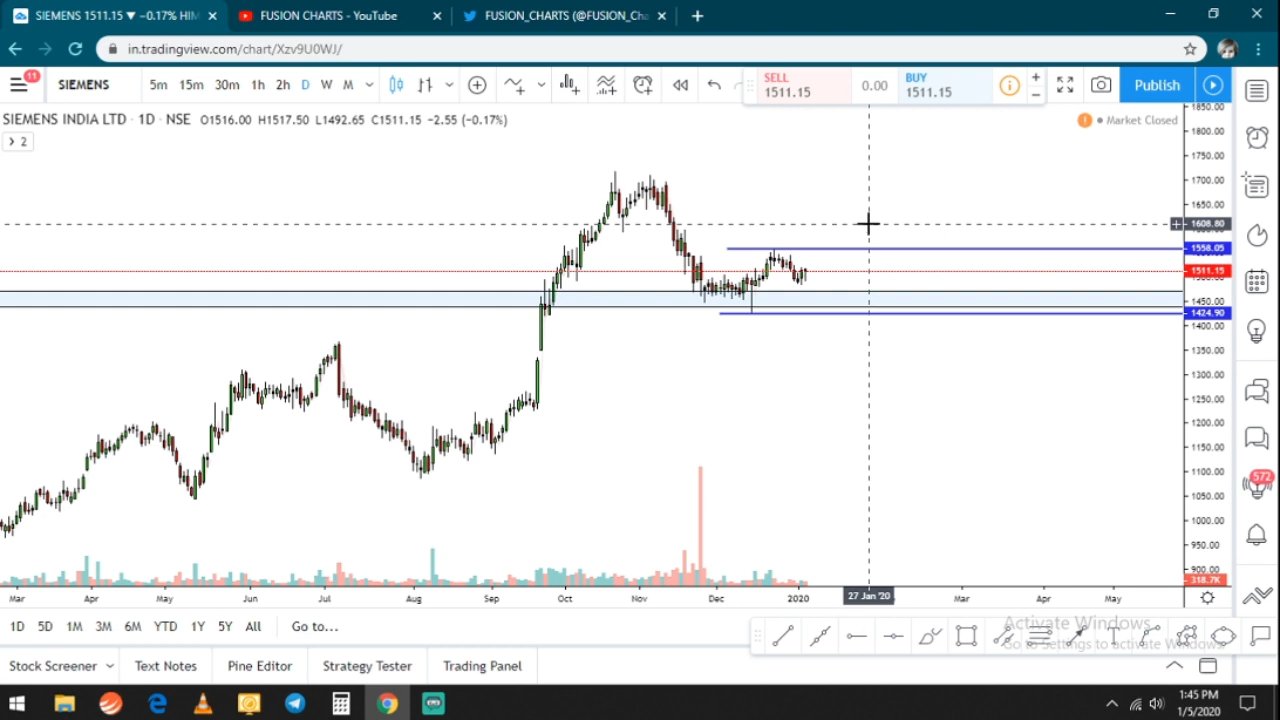 SIEMENS 1511.15 ▼ −0.17% HIM
FUSION CHARTS - YouTube
FUSION_CHARTS (@FUSION_Cha
in.tradingview.com/chart/Xzv9U0WJ/
11
SIEMENS
5m 15m 30m 1h 2h D W M
SELL
1511.15
0.00
BUY
1511.15
Publish
SIEMENS INDIA LTD · 1D · NSE O1516.00 H1517.50 L1492.65 C1511.15 −2.55 (−0.17%)
Market Closed
2
1850.00
1800.00
1750.00
1700.00
1650.00
1608.80
1558.05
1511.15
1450.00
1424.90
1400.00
1350.00
1300.00
1250.00
1200.00
1150.00
1100.00
1050.00
1000.00
950.00
900.00
318.7K
572
Mar Apr May Jun Jul Aug Sep Oct Nov Dec 2020 27 Jan '20 Mar Apr May
1D 5D 1M 3M 6M YTD 1Y 5Y All Go to...
Activate Windows
Go to Settings to activate Windows.
Stock Screener Text Notes Pine Editor Strategy Tester Trading Panel
1:45 PM
1/5/2020